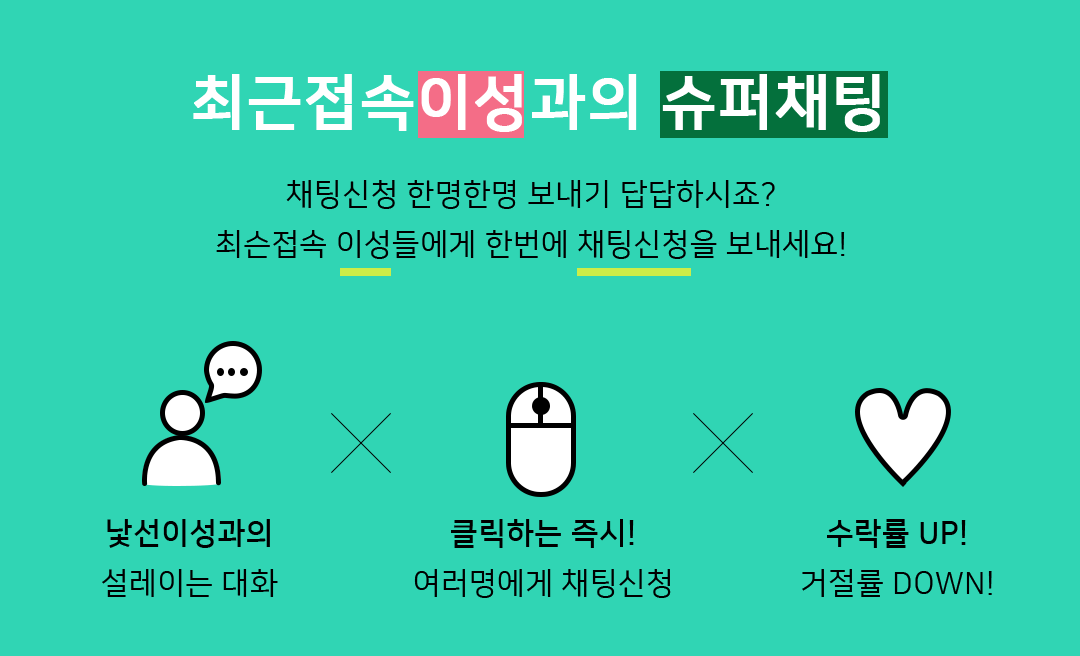 최근접속이성과의 슈퍼채팅
채팅신청 한명한명 보내기 답답하시죠?
최슨접속 이성들에게 한번에 채팅신청을 보내세요!
낯선이성과의
설레이는 대화
클릭하는 즉시!
여러명에게 채팅신청
수락률 UP!
거절률 DOWN!